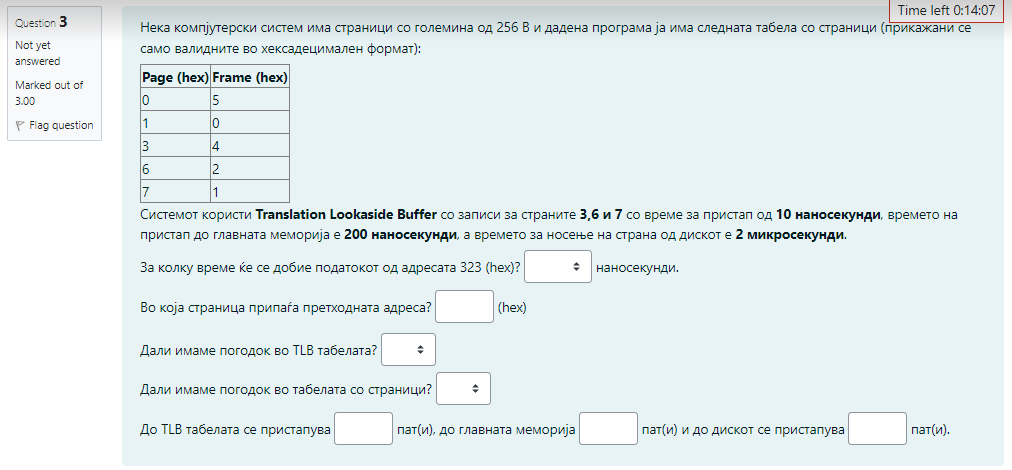 Time left 0:14:07
Question 3
Not yet
answered
Marked out of
3.00
Flag question
Нека компјутерски систем има страници со големина од 256 B и дадена програма ја има следната табела со страници (прикажани се
само валидните во хексадецимален формат):
Page (hex) Frame (hex)
0 5
1 0
3 4
6 2
7 1
Системот користи Translation Lookaside Buffer со записи за страните 3,6 и 7 со време за пристап од 10 наносекунди, времето на
пристап до главната меморија е 200 наносекунди, а времето за носење на страна од дискот е 2 микросекунди.
За колку време ќе се добие податокот од адресата 323 (hex)? наносекунди.
Во која страница припаѓа претходната адреса? (hex)
Дали имаме погодок во TLB табелата?
Дали имаме погодок во табелата со страници?
До TLB табелата се пристапува пат(и), до главната меморија пат(и) и до дискот се пристапува пат(и).